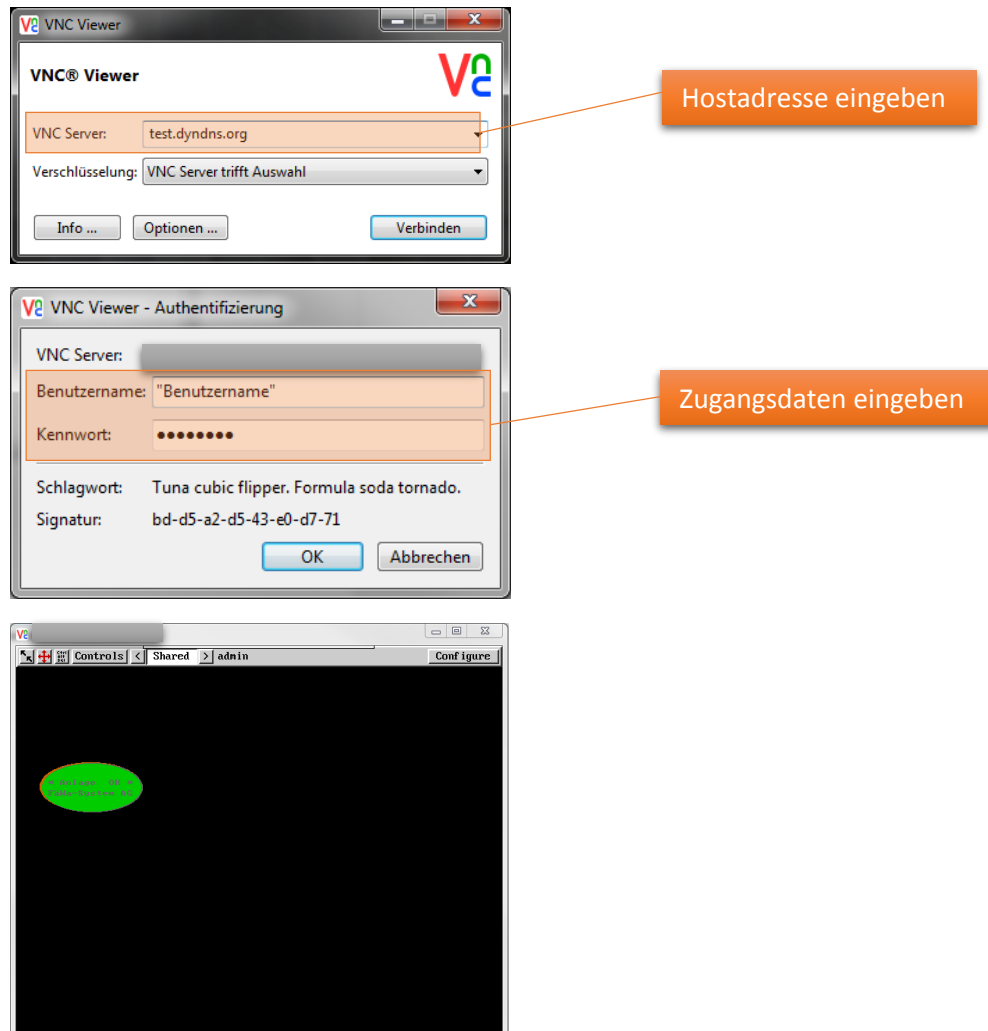 VNC Viewer
VNC® Viewer
VNC Server: test.dyndns.org
Hostadresse eingeben
Verschlüsselung: VNC Server trifft Auswahl
Info ... Optionen ... Verbinden
VNC Viewer - Authentifizierung
VNC Server:
Benutzername: "Benutzername"
Zugangsdaten eingeben
Kennwort: ●●●●●●●●
Schlagwort: Tuna cubic flipper. Formula soda tornado.
Signatur: bd-d5-a2-d5-43-e0-d7-71
OK Abbrechen
Controls < Shared > admin Configure